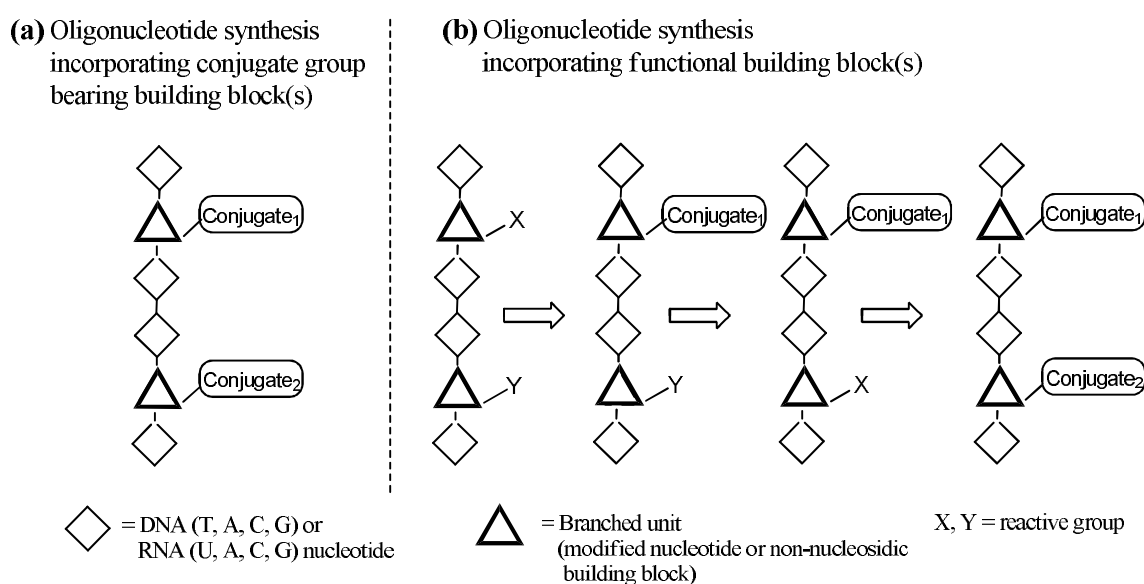 (a) Oligonucleotide synthesis
incorporating conjugate group
bearing building block(s)
(b) Oligonucleotide synthesis
incorporating functional building block(s)
Conjugate1
Conjugate2
X
Y
Conjugate1
Y
Conjugate1
X
Conjugate1
Conjugate2
= DNA (T, A, C, G) or
RNA (U, A, C, G) nucleotide
= Branched unit
(modified nucleotide or non-nucleosidic
building block)
X, Y = reactive group